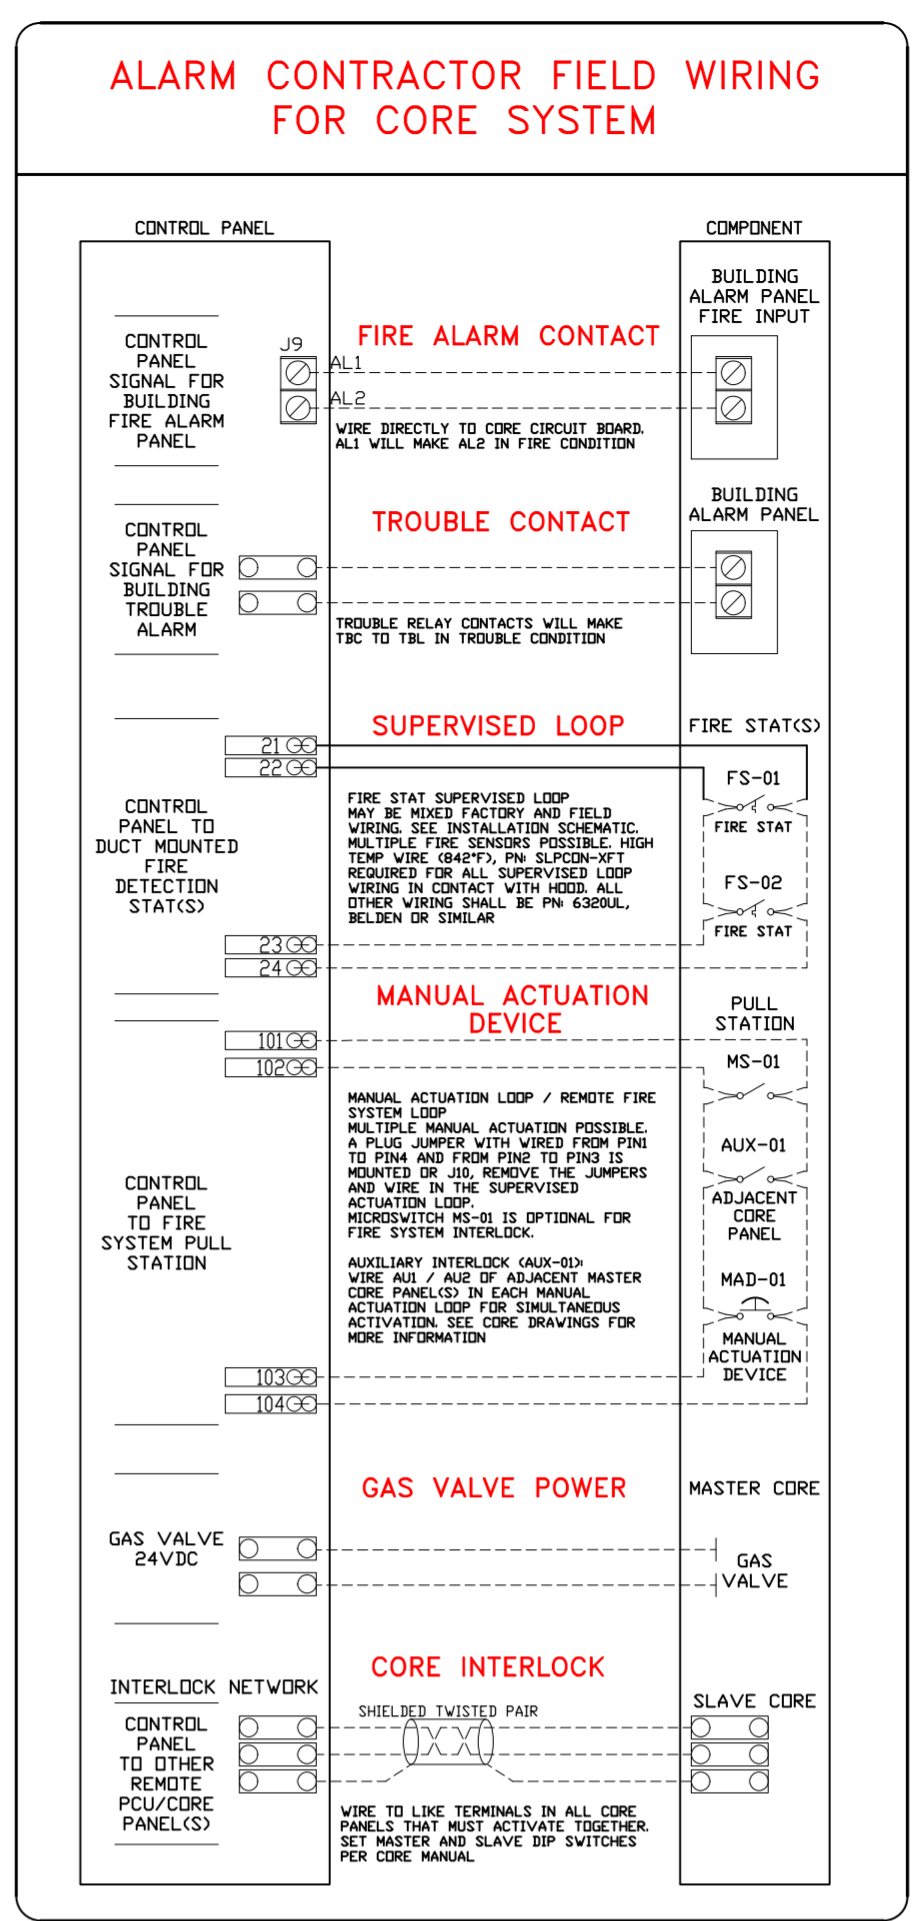 ALARM CONTRACTOR FIELD WIRING
FOR CORE SYSTEM
CONTROL PANEL
COMPONENT
CONTROL
PANEL
SIGNAL FOR
BUILDING
FIRE ALARM
PANEL
J9
FIRE ALARM CONTACT
AL1
AL2
WIRE DIRECTLY TO CORE CIRCUIT BOARD.
AL1 WILL MAKE AL2 IN FIRE CONDITION
BUILDING
ALARM PANEL
FIRE INPUT
CONTROL
PANEL
SIGNAL FOR
BUILDING
TROUBLE
ALARM
TROUBLE CONTACT
TROUBLE RELAY CONTACTS WILL MAKE
TBC TO TBL IN TROUBLE CONDITION
BUILDING
ALARM PANEL
CONTROL
PANEL TO
DUCT MOUNTED
FIRE
DETECTION
STAT(S)
21
22
23
24
SUPERVISED LOOP
FIRE STAT SUPERVISED LOOP
MAY BE MIXED FACTORY AND FIELD
WIRING. SEE INSTALLATION SCHEMATIC.
MULTIPLE FIRE SENSORS POSSIBLE. HIGH
TEMP WIRE (842°F), PN: SLPCON-XFT
REQUIRED FOR ALL SUPERVISED LOOP
WIRING IN CONTACT WITH HOOD. ALL
OTHER WIRING SHALL BE PN: 6320UL,
BELDEN OR SIMILAR
FIRE STAT(S)
FS-01
FIRE STAT
FS-02
FIRE STAT
CONTROL
PANEL
TO FIRE
SYSTEM PULL
STATION
101
102
103
104
MANUAL ACTUATION
DEVICE
MANUAL ACTUATION LOOP / REMOTE FIRE
SYSTEM LOOP
MULTIPLE MANUAL ACTUATION POSSIBLE.
A PLUG JUMPER WITH WIRED FROM PIN1
TO PIN4 AND FROM PIN2 TO PIN3 IS
MOUNTED OR J10, REMOVE THE JUMPERS
AND WIRE IN THE SUPERVISED
ACTUATION LOOP.
MICROSWITCH MS-01 IS OPTIONAL FOR
FIRE SYSTEM INTERLOCK.
AUXILIARY INTERLOCK (AUX-01):
WIRE AU1 / AU2 OF ADJACENT MASTER
CORE PANEL(S) IN EACH MANUAL
ACTUATION LOOP FOR SIMULTANEOUS
ACTIVATION. SEE CORE DRAWINGS FOR
MORE INFORMATION
PULL
STATION
MS-01
AUX-01
ADJACENT
CORE
PANEL
MAD-01
MANUAL
ACTUATION
DEVICE
GAS VALVE
24VDC
GAS VALVE POWER
MASTER CORE
GAS
VALVE
INTERLOCK NETWORK
CONTROL
PANEL
TO OTHER
REMOTE
PCU/CORE
PANEL(S)
CORE INTERLOCK
SHIELDED TWISTED PAIR
WIRE TO LIKE TERMINALS IN ALL CORE
PANELS THAT MUST ACTIVATE TOGETHER.
SET MASTER AND SLAVE DIP SWITCHES
PER CORE MANUAL
SLAVE CORE